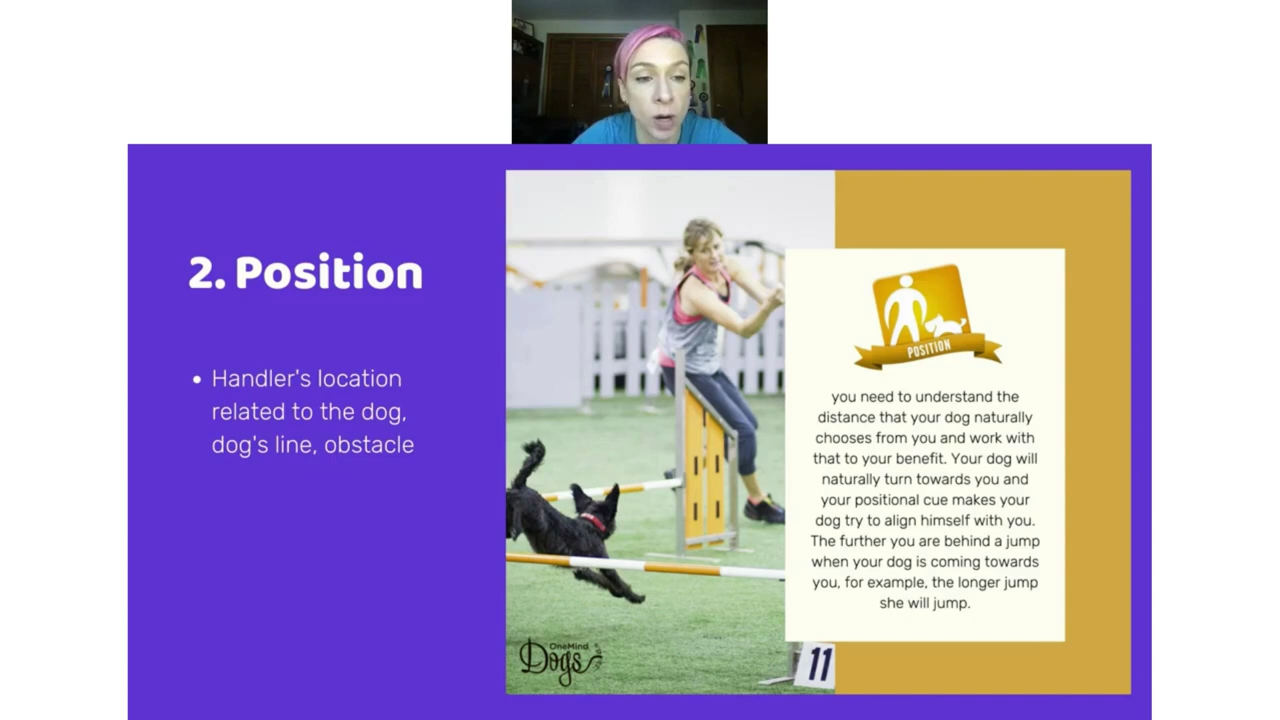 2. Position
• Handler's location
related to the dog,
dog's line, obstacle
POSITION
you need to understand the
distance that your dog naturally
chooses from you and work with
that to your benefit. Your dog will
naturally turn towards you and
your positional cue makes your
dog try to align himself with you.
The further you are behind a jump
when your dog is coming towards
you, for example, the longer jump
she will jump.
OneMind
Dogs
11